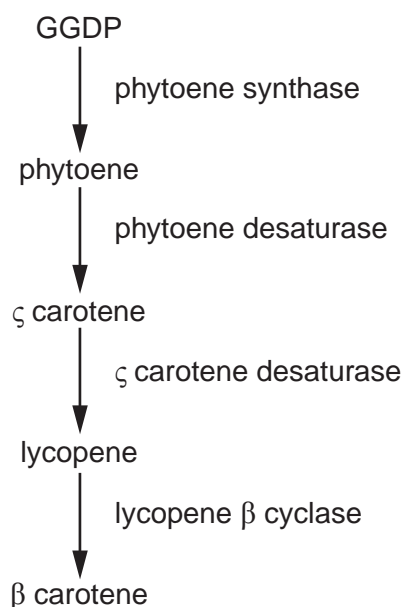 GGDP
phytoene synthase
phytoene
phytoene desaturase
ς carotene
ς carotene desaturase
lycopene
lycopene β cyclase
β carotene